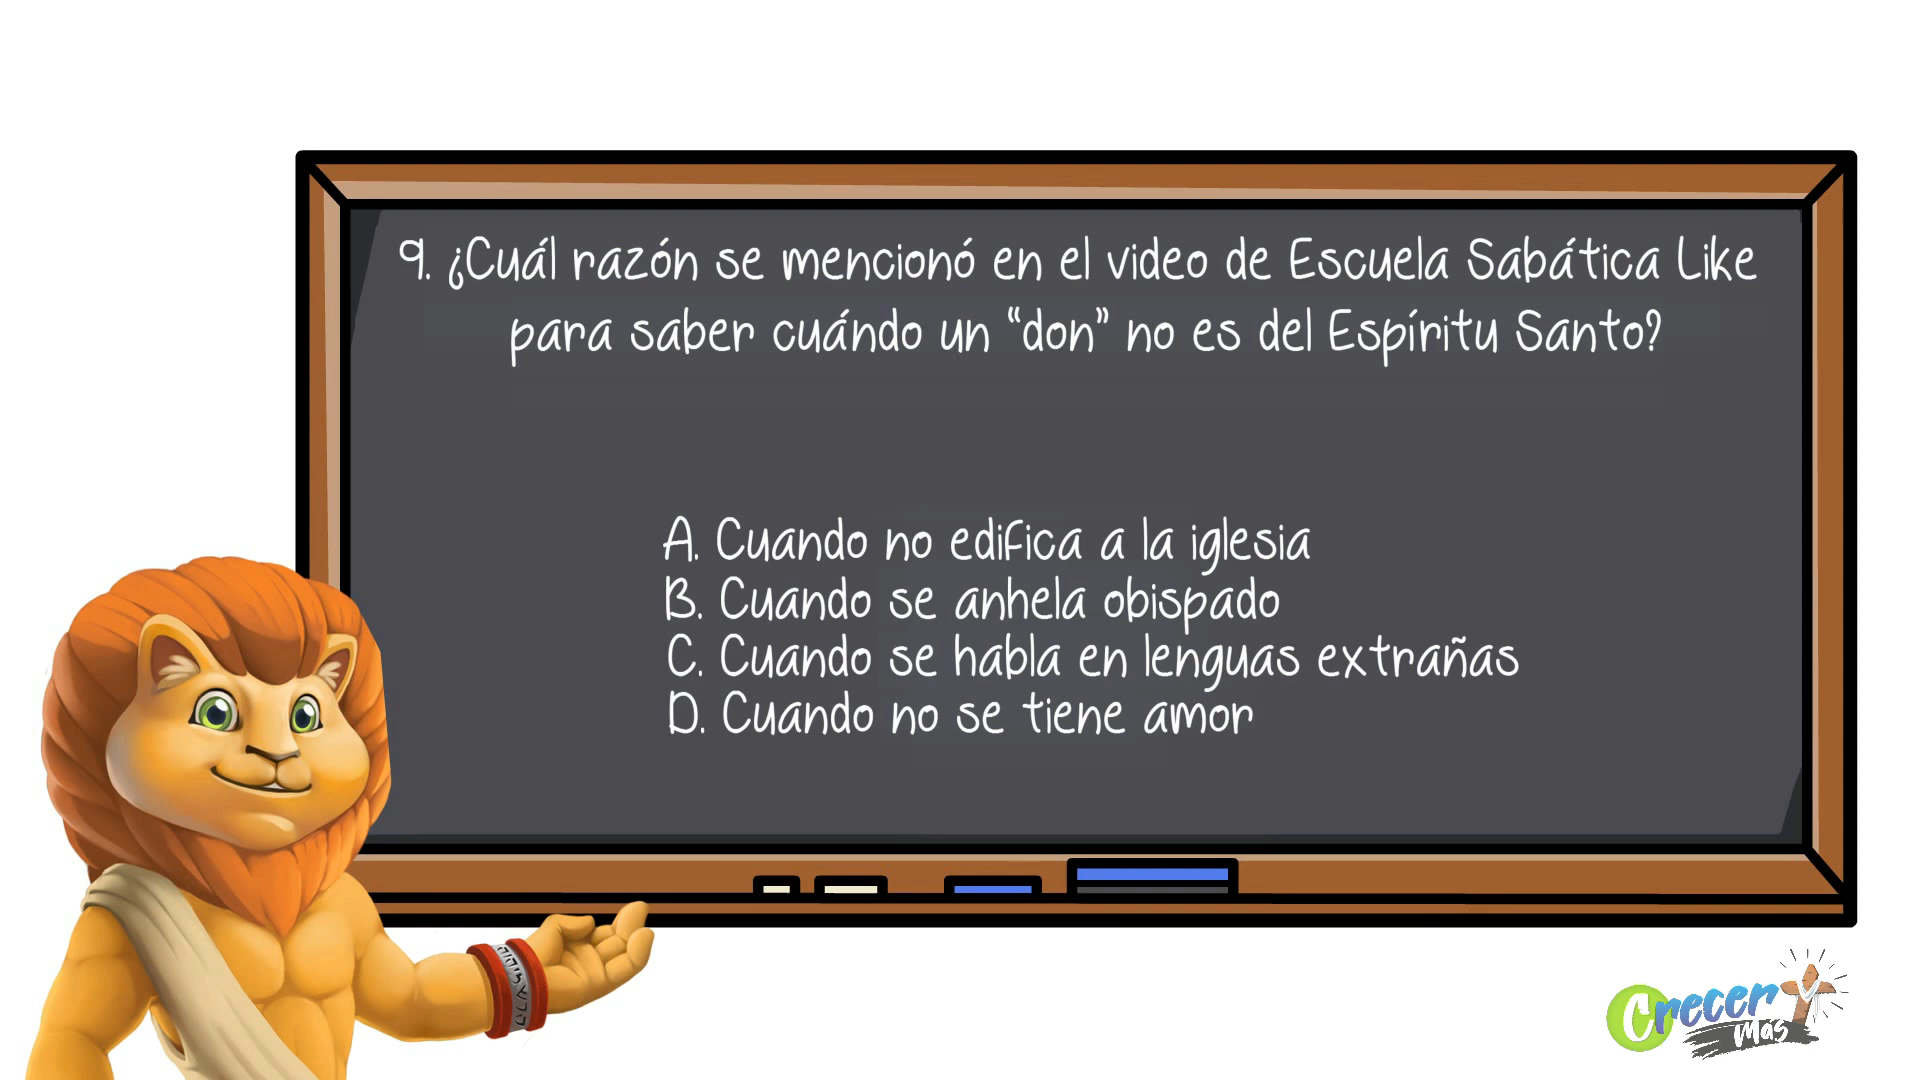 9. ¿Cuál razón se mencionó en el video de Escuela Sabática Like
para saber cuándo un “don” no es del Espíritu Santo?
A. Cuando no edifica a la iglesia
B. Cuando se anhela obispado
C. Cuando se habla en lenguas extrañas
D. Cuando no se tiene amor
Crecer
Más